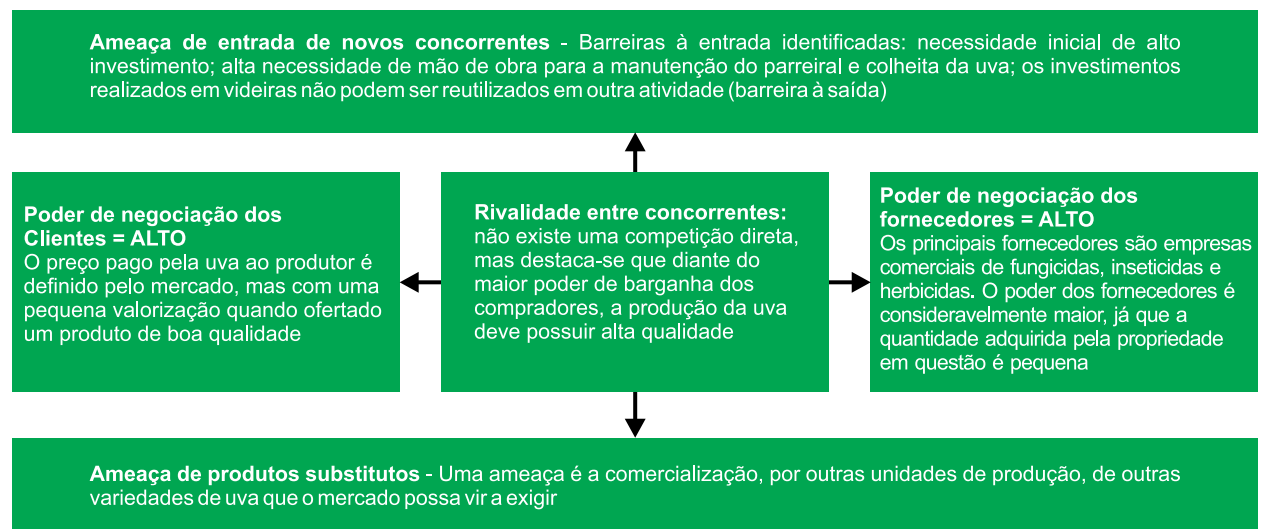 Ameaça de entrada de novos concorrentes - Barreiras à entrada identificadas: necessidade inicial de alto
investimento; alta necessidade de mão de obra para a manutenção do parreiral e colheita da uva; os investimentos
realizados em videiras não podem ser reutilizados em outra atividade (barreira à saída)
Poder de negociação dos
Clientes = ALTO
O preço pago pela uva ao produtor é
definido pelo mercado, mas com uma
pequena valorização quando ofertado
um produto de boa qualidade
Rivalidade entre concorrentes:
não existe uma competição direta,
mas destaca-se que diante do
maior poder de barganha dos
compradores, a produção da uva
deve possuir alta qualidade
Poder de negociação dos
fornecedores = ALTO
Os principais fornecedores são empresas
comerciais de fungicidas, inseticidas e
herbicidas. O poder dos fornecedores é
consideravelmente maior, já que a
quantidade adquirida pela propriedade
em questão é pequena
Ameaça de produtos substitutos - Uma ameaça é a comercialização, por outras unidades de produção, de outras
variedades de uva que o mercado possa vir a exigir